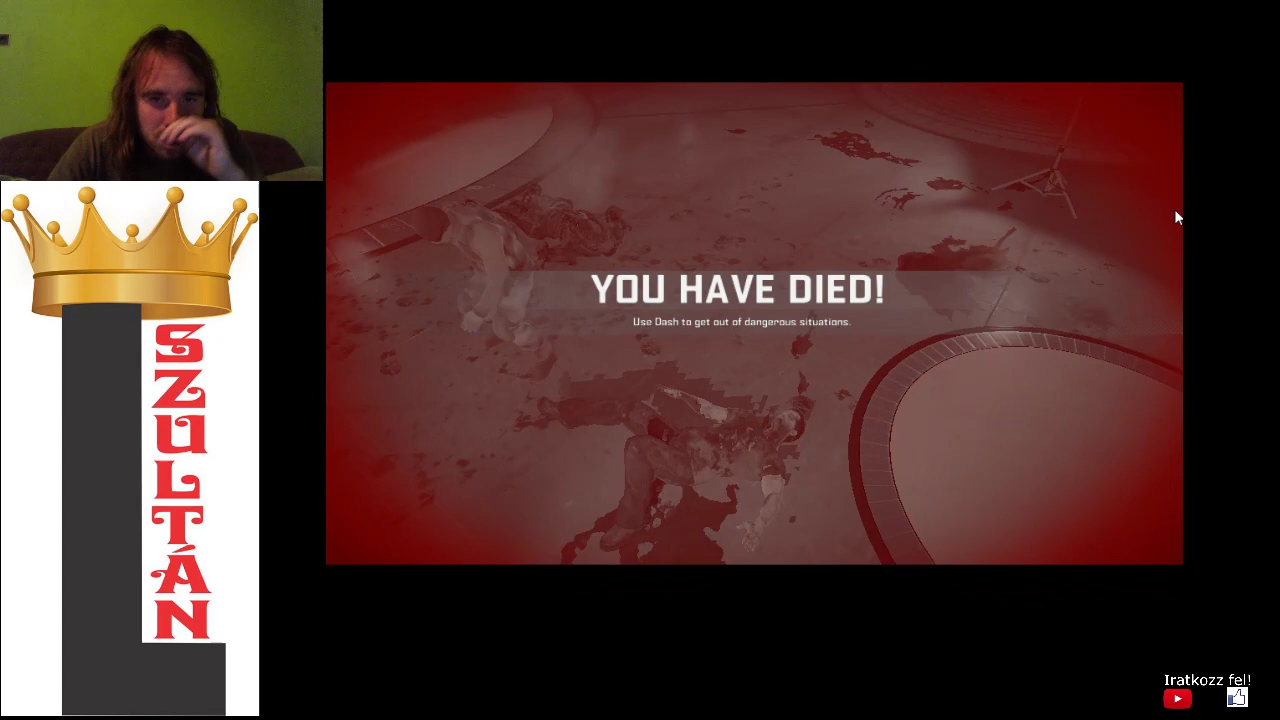 L
SZULTÁN
YOU HAVE DIED!
Use Dash to get out of dangerous situations.
Iratkozz fel!